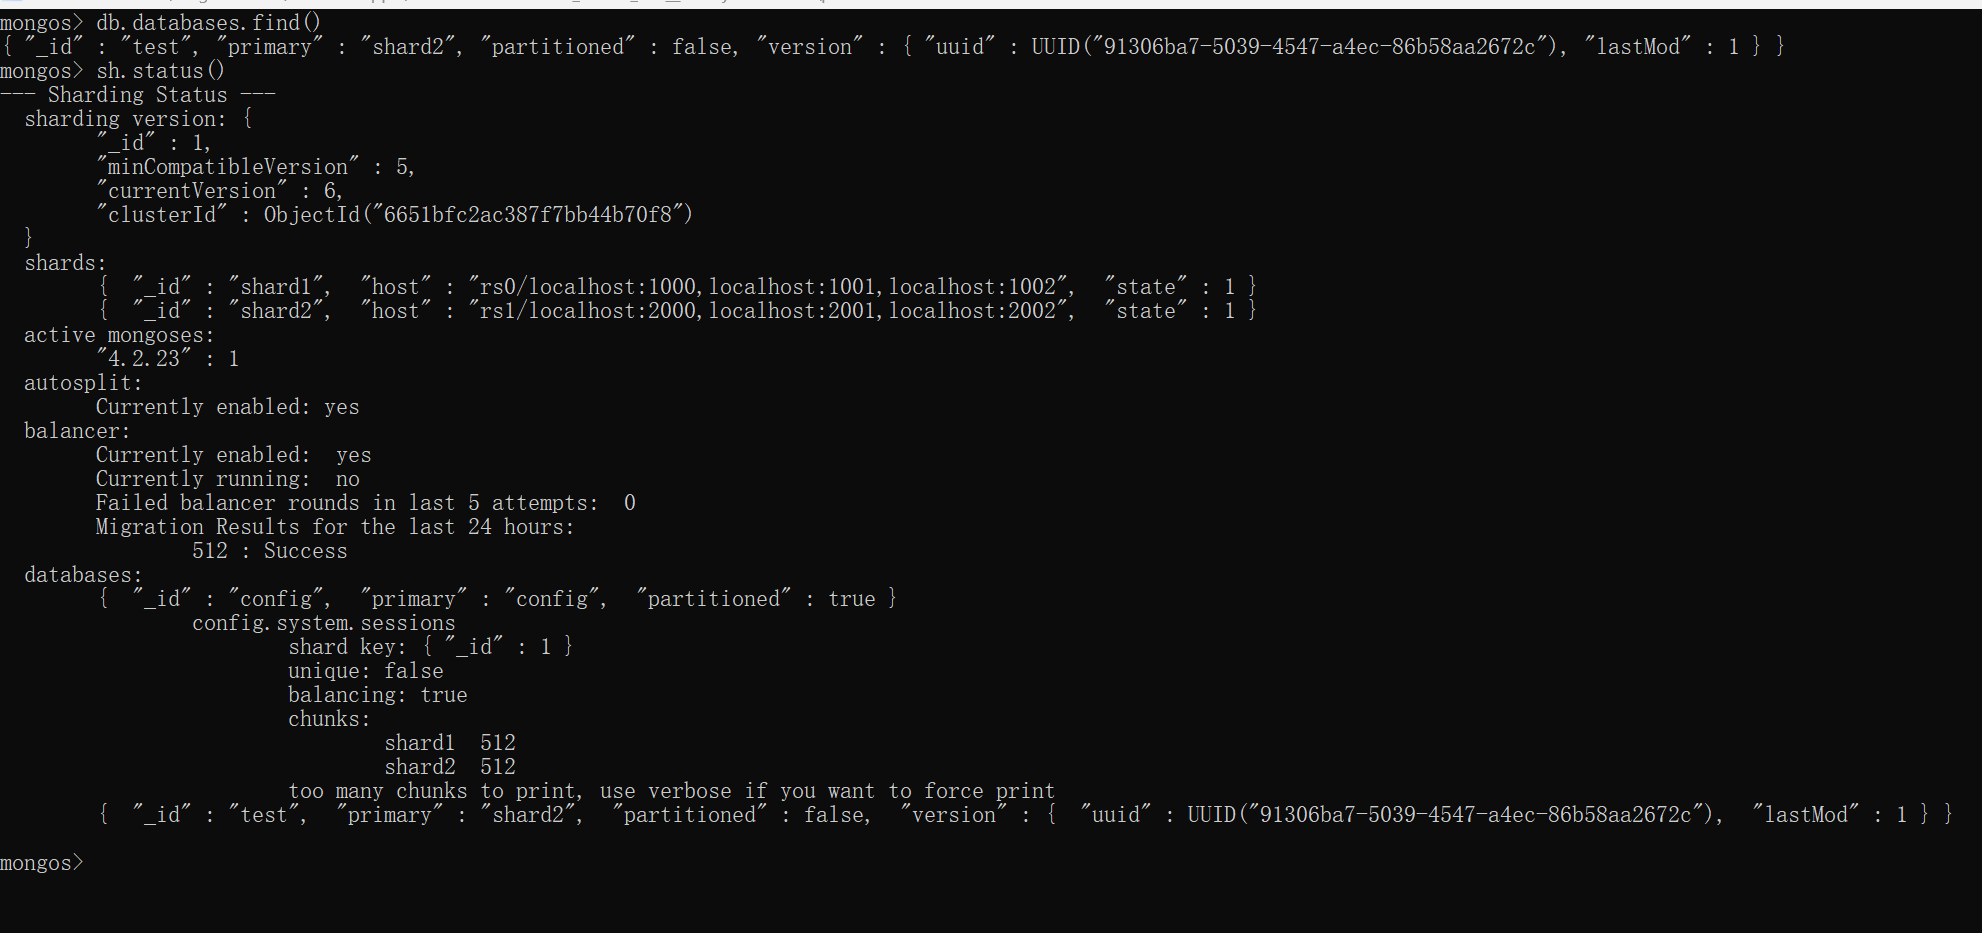 mongos> db.databases.find()
{ "_id" : "test", "primary" : "shard2", "partitioned" : false, "version" : { "uuid" : UUID("91306ba7-5039-4547-a4ec-86b58aa2672c"), "lastMod" : 1 } }
mongos> sh.status()
--- Sharding Status ---
  sharding version: {
        "_id" : 1,
        "minCompatibleVersion" : 5,
        "currentVersion" : 6,
        "clusterId" : ObjectId("6651bfc2ac387f7bb44b70f8")
  }
  shards:
        {  "_id" : "shard1",  "host" : "rs0/localhost:1000,localhost:1001,localhost:1002",  "state" : 1 }
        {  "_id" : "shard2",  "host" : "rs1/localhost:2000,localhost:2001,localhost:2002",  "state" : 1 }
  active mongoses:
        "4.2.23" : 1
  autosplit:
        Currently enabled: yes
  balancer:
        Currently enabled:  yes
        Currently running:  no
        Failed balancer rounds in last 5 attempts:  0
        Migration Results for the last 24 hours:
                512 : Success
  databases:
        {  "_id" : "config",  "primary" : "config",  "partitioned" : true }
                config.system.sessions
                        shard key: { "_id" : 1 }
                        unique: false
                        balancing: true
                        chunks:
                                shard1  512
                                shard2  512
                        too many chunks to print, use verbose if you want to force print
        {  "_id" : "test",  "primary" : "shard2",  "partitioned" : false,  "version" : {  "uuid" : UUID("91306ba7-5039-4547-a4ec-86b58aa2672c"),  "lastMod" : 1 } }
mongos>